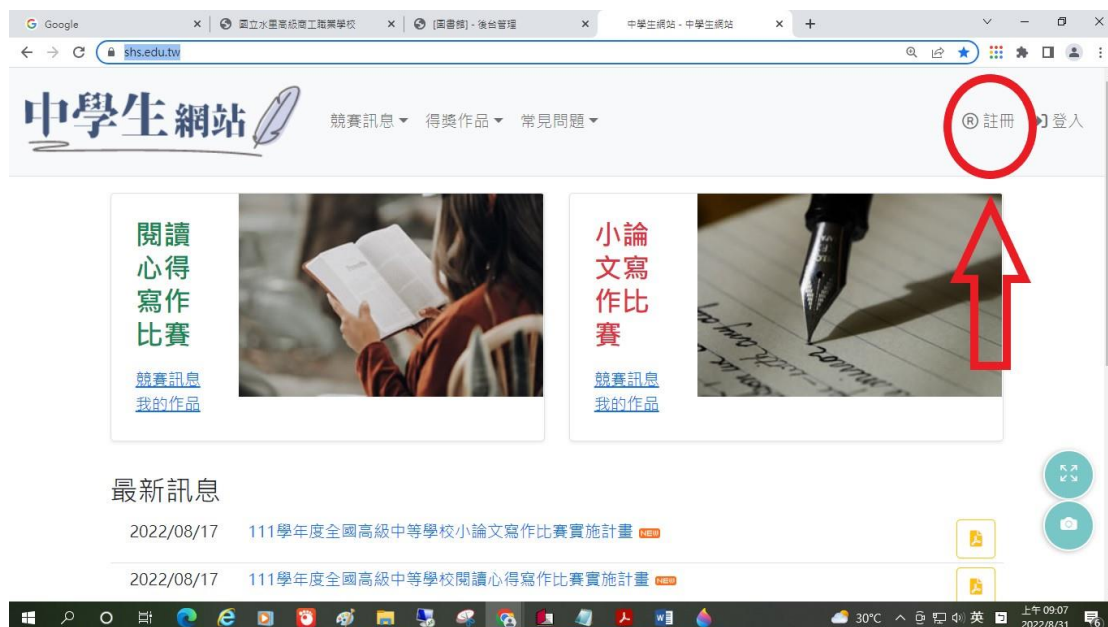 Google
國立水里高級商工職業學校
[圖書館] - 後台管理
中學生網站 - 中學生網站
shs.edu.tw
中學生網站
競賽訊息
得獎作品
常見問題
R 註冊
登入
閱讀
心得
寫作
比賽
競賽訊息
我的作品
小論
文寫
作比
賽
競賽訊息
我的作品
最新訊息
2022/08/17 111學年度全國高級中等學校小論文寫作比賽實施計畫 NEW
2022/08/17 111學年度全國高級中等學校閱讀心得寫作比賽實施計畫 NEW
30°C
英
上午 09:07
2022/8/31